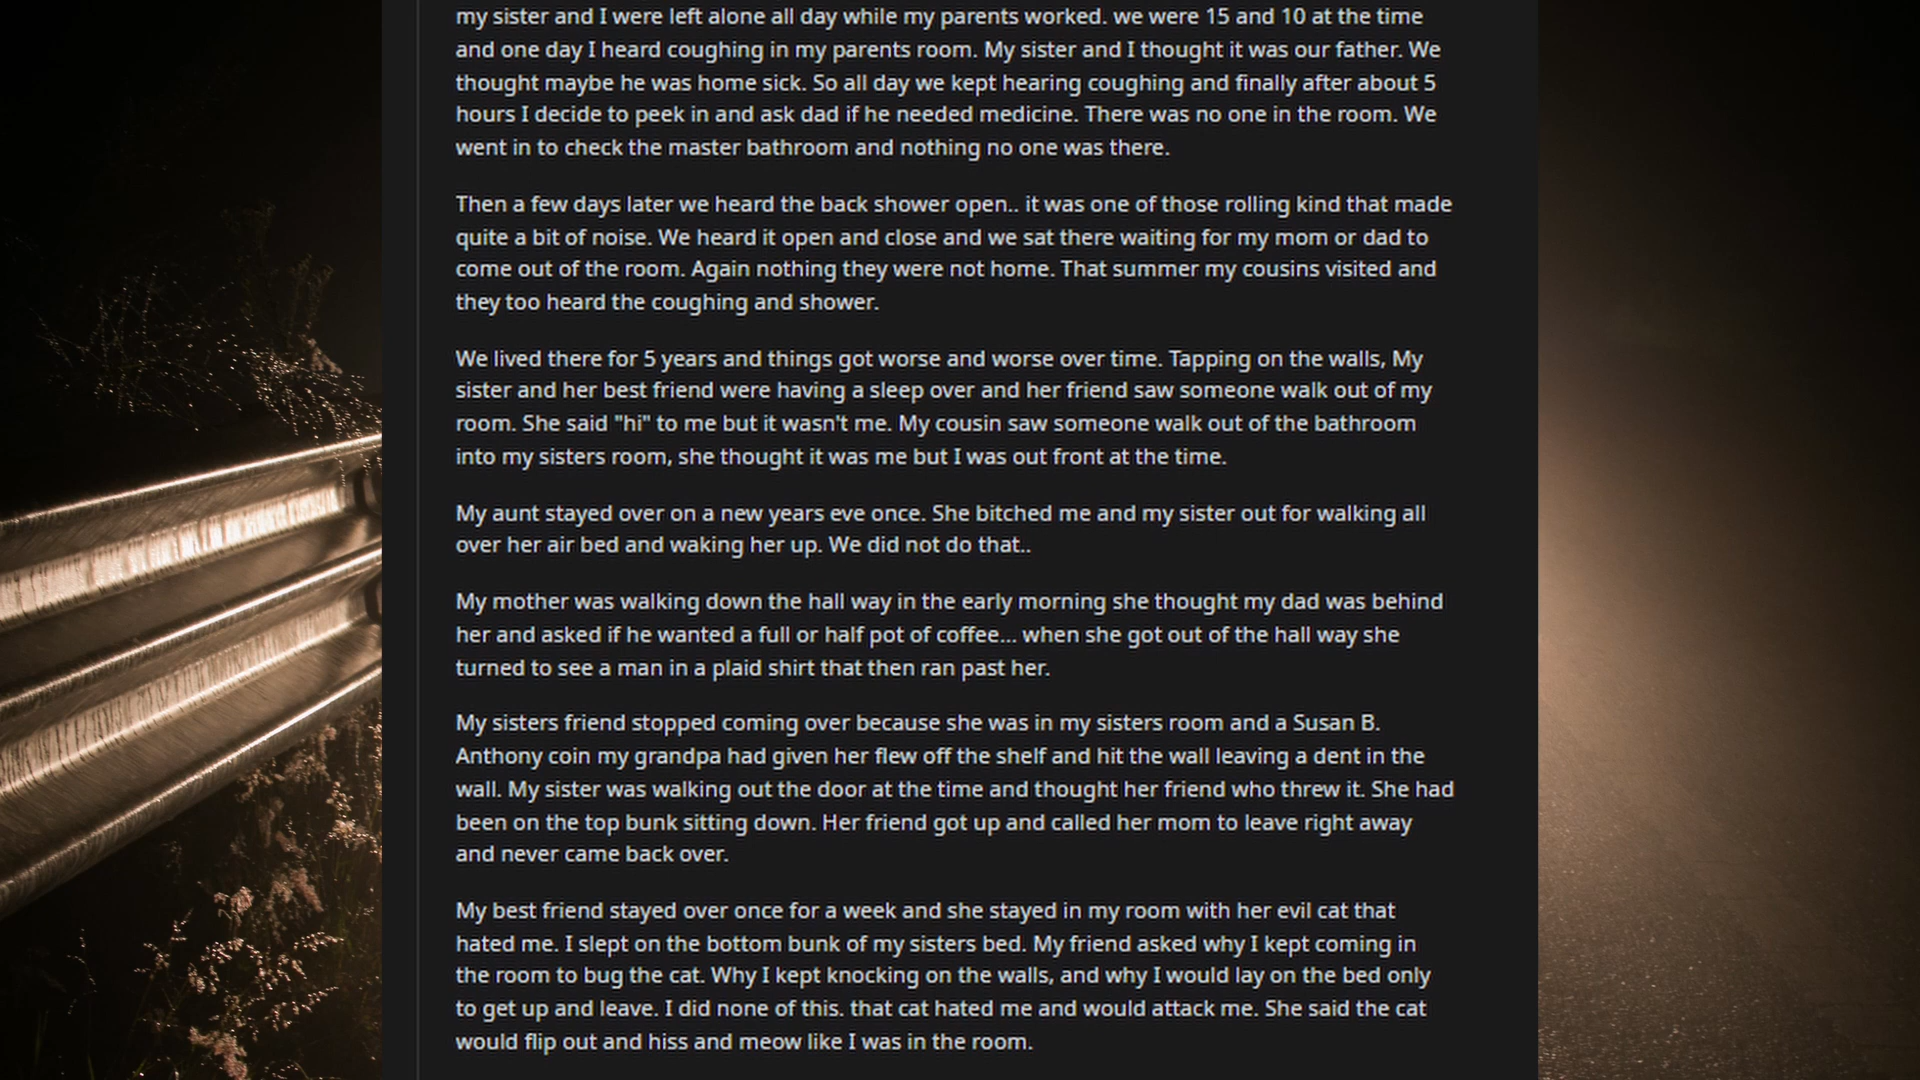 my sister and I were left alone all day while my parents worked. we were 15 and 10 at the time
and one day I heard coughing in my parents room. My sister and I thought it was our father. We
thought maybe he was home sick. So all day we kept hearing coughing and finally after about 5
hours I decide to peek in and ask dad if he needed medicine. There was no one in the room. We
went in to check the master bathroom and nothing no one was there.
Then a few days later we heard the back shower open.. it was one of those rolling kind that made
quite a bit of noise. We heard it open and close and we sat there waiting for my mom or dad to
come out of the room. Again nothing they were not home. That summer my cousins visited and
they too heard the coughing and shower.
We lived there for 5 years and things got worse and worse over time. Tapping on the walls, My
sister and her best friend were having a sleep over and her friend saw someone walk out of my
room. She said "hi" to me but it wasn't me. My cousin saw someone walk out of the bathroom
into my sisters room, she thought it was me but I was out front at the time.
My aunt stayed over on a new years eve once. She bitched me and my sister out for walking all
over her air bed and waking her up. We did not do that..
My mother was walking down the hall way in the early morning she thought my dad was behind
her and asked if he wanted a full or half pot of coffee... when she got out of the hall way she
turned to see a man in a plaid shirt that then ran past her.
My sisters friend stopped coming over because she was in my sisters room and a Susan B.
Anthony coin my grandpa had given her flew off the shelf and hit the wall leaving a dent in the
wall. My sister was walking out the door at the time and thought her friend who threw it. She had
been on the top bunk sitting down. Her friend got up and called her mom to leave right away
and never came back over.
My best friend stayed over once for a week and she stayed in my room with her evil cat that
hated me. I slept on the bottom bunk of my sisters bed. My friend asked why I kept coming in
the room to bug the cat. Why I kept knocking on the walls, and why I would lay on the bed only
to get up and leave. I did none of this. that cat hated me and would attack me. She said the cat
would flip out and hiss and meow like I was in the room.